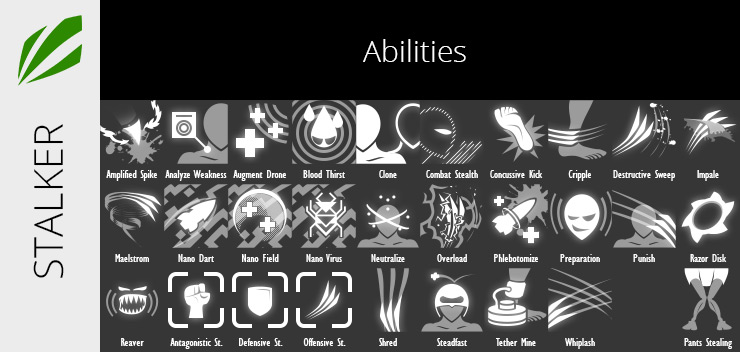 STALKER
Abilities
Amplified Spike Analyze Weakness Augment Drone Blood Thirst Clone Combat Stealth Concussive Kick Cripple Destructive Sweep Impale
Maelstrom Nano Dart Nano Field Nano Virus Neutralize Overload Phlebotomize Preparation Punish Razor Disk
Reaver Antagonistic St. Defensive St. Offensive St. Shred Steadfast Tether Mine Whiplash Pants Stealing